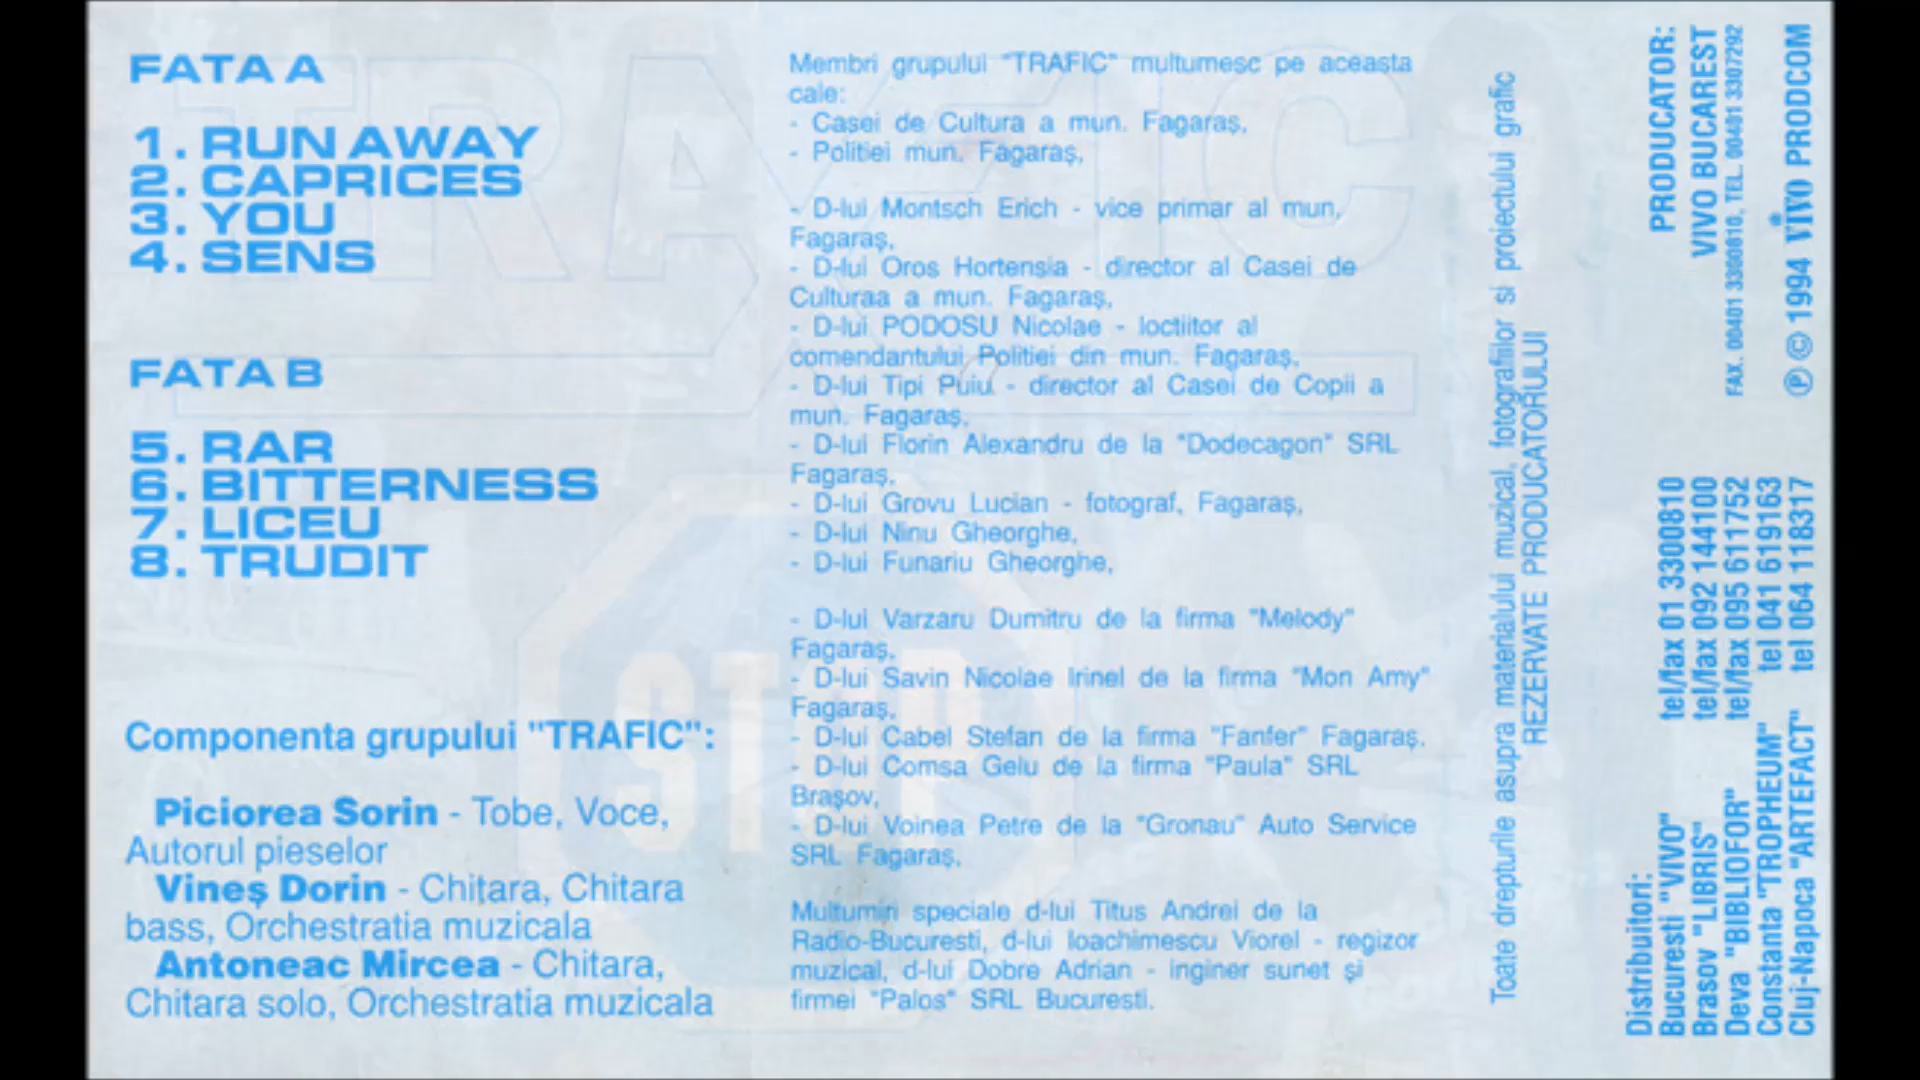 FATA A
1. RUN AWAY
2. CAPRICES
3. YOU
4. SENS
FATA B
5. RAR
6. BITTERNESS
7. LICEU
8. TRUDIT
Componenta grupului "TRAFIC":
Piciorea Sorin - Tobe, Voce,
Autorul pieselor
Vineș Dorin - Chitara, Chitara
bass, Orchestratia muzicala
Antoneac Mircea - Chitara,
Chitara solo, Orchestratia muzicala
Membri grupului "TRAFIC" multumesc pe aceasta
cale:
- Casei de Cultura a mun. Fagaraș,
- Politiei mun. Fagaraș,
- D-lui Montsch Erich - vice primar al mun,
Fagaraș,
- D-lui Oros Hortensia - director al Casei de
Culturaa a mun. Fagaraș,
- D-lui PODOSU Nicolae - loctiitor al
comendantului Politiei din mun. Fagaraș,
- D-lui Tipi Puiu - director al Casei de Copii a
mun. Fagaraș,
- D-lui Florin Alexandru de la "Dodecagon" SRL
Fagaraș,
- D-lui Grovu Lucian - fotograf, Fagaraș,
- D-lui Ninu Gheorghe,
- D-lui Funariu Gheorghe,
- D-lui Varzaru Dumitru de la firma "Melody"
Fagaraș,
- D-lui Savin Nicolae Irinel de la firma "Mon Amy"
Fagaraș,
- D-lui Cabel Stefan de la firma "Fanfer" Fagaraș.
- D-lui Comsa Gelu de la firma "Paula" SRL
Brașov,
- D-lui Voinea Petre de la "Gronau" Auto Service
SRL Fagaraș,
Multumiri speciale d-lui Titus Andrei de la
Radio-Bucuresti, d-lui Ioachimescu Viorel - regizor
muzical, d-lui Dobre Adrian - inginer sunet și
firmei "Palos" SRL Bucuresti.
Toate drepturile asupra materialului muzical, fotografiilor si proiectului grafic
REZERVATE PRODUCATORULUI
PRODUCATOR:
VIVO BUCAREST
FAX. 00401 3300810, TEL. 00401 3307292
Ⓟ © 1994 VIVO PRODCOM
Distribuitori:
Bucuresti "VIVO" tel/fax 01 3300810
Brasov "LIBRIS" tel/fax 092 144100
Deva "BIBLIOFOR" tel/fax 095 611752
Constanta "TROPHEUM" tel 041 619163
Cluj-Napoca "ARTEFACT" tel 064 118317
TRAFIC
STOP